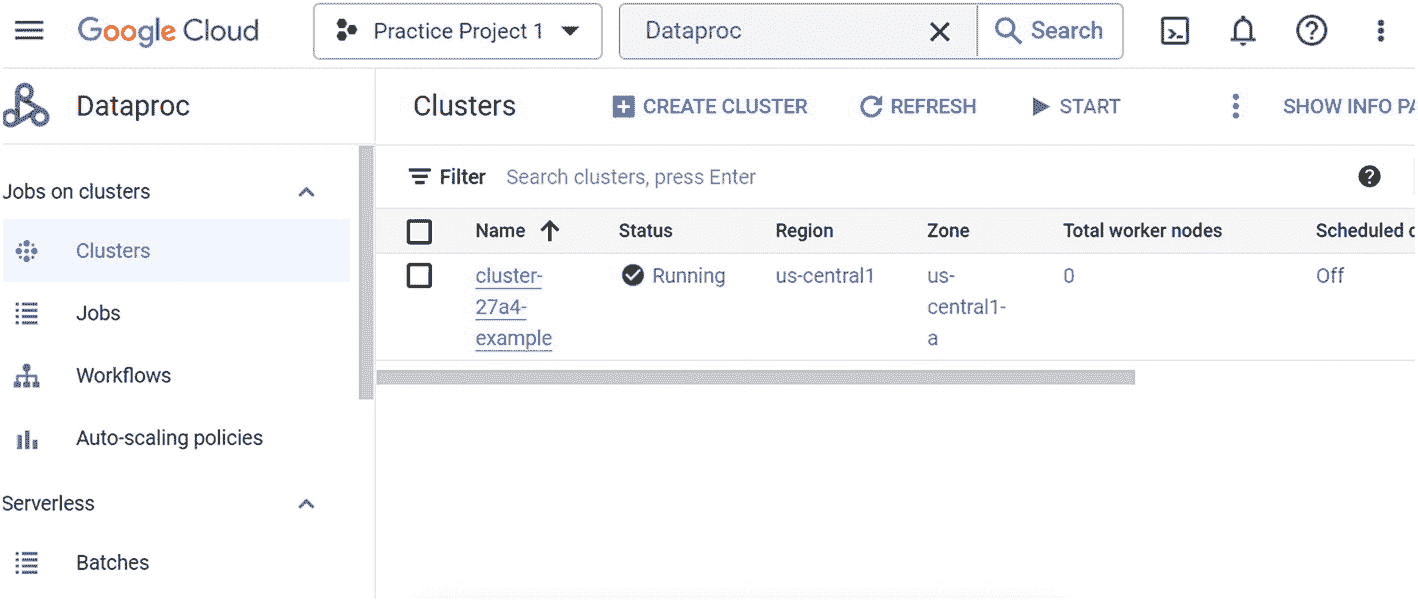 Google Cloud Practice Project 1 Dataproc Search
Dataproc Clusters CREATE CLUSTER REFRESH START SHOW INFO PA
Jobs on clusters
Clusters
Jobs
Workflows
Auto-scaling policies
Serverless
Batches
Filter Search clusters, press Enter
Name Status Region Zone Total worker nodes Scheduled
cluster- Running us-central1 us- 0 Off
27a4- central1-
example a